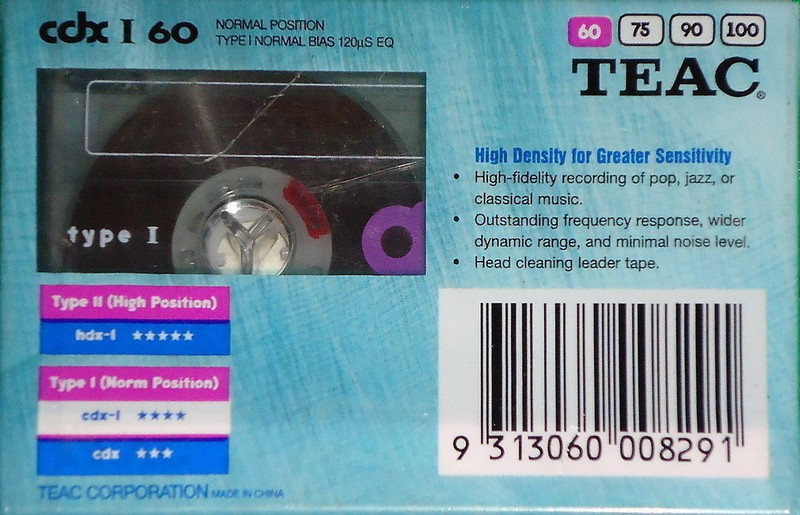 cdx I 60
NORMAL POSITION
TYPE I NORMAL BIAS 120µS EQ
60 75 90 100
TEAC®
type I
High Density for Greater Sensitivity
• High-fidelity recording of pop, jazz, or
classical music.
• Outstanding frequency response, wider
dynamic range, and minimal noise level.
• Head cleaning leader tape.
Type II (High Position)
hdx-I ★★★★★
Type I (Norm Position)
cdx-I ★★★★
cdx ★★★
9 313060 008291
TEAC CORPORATION MADE IN CHINA